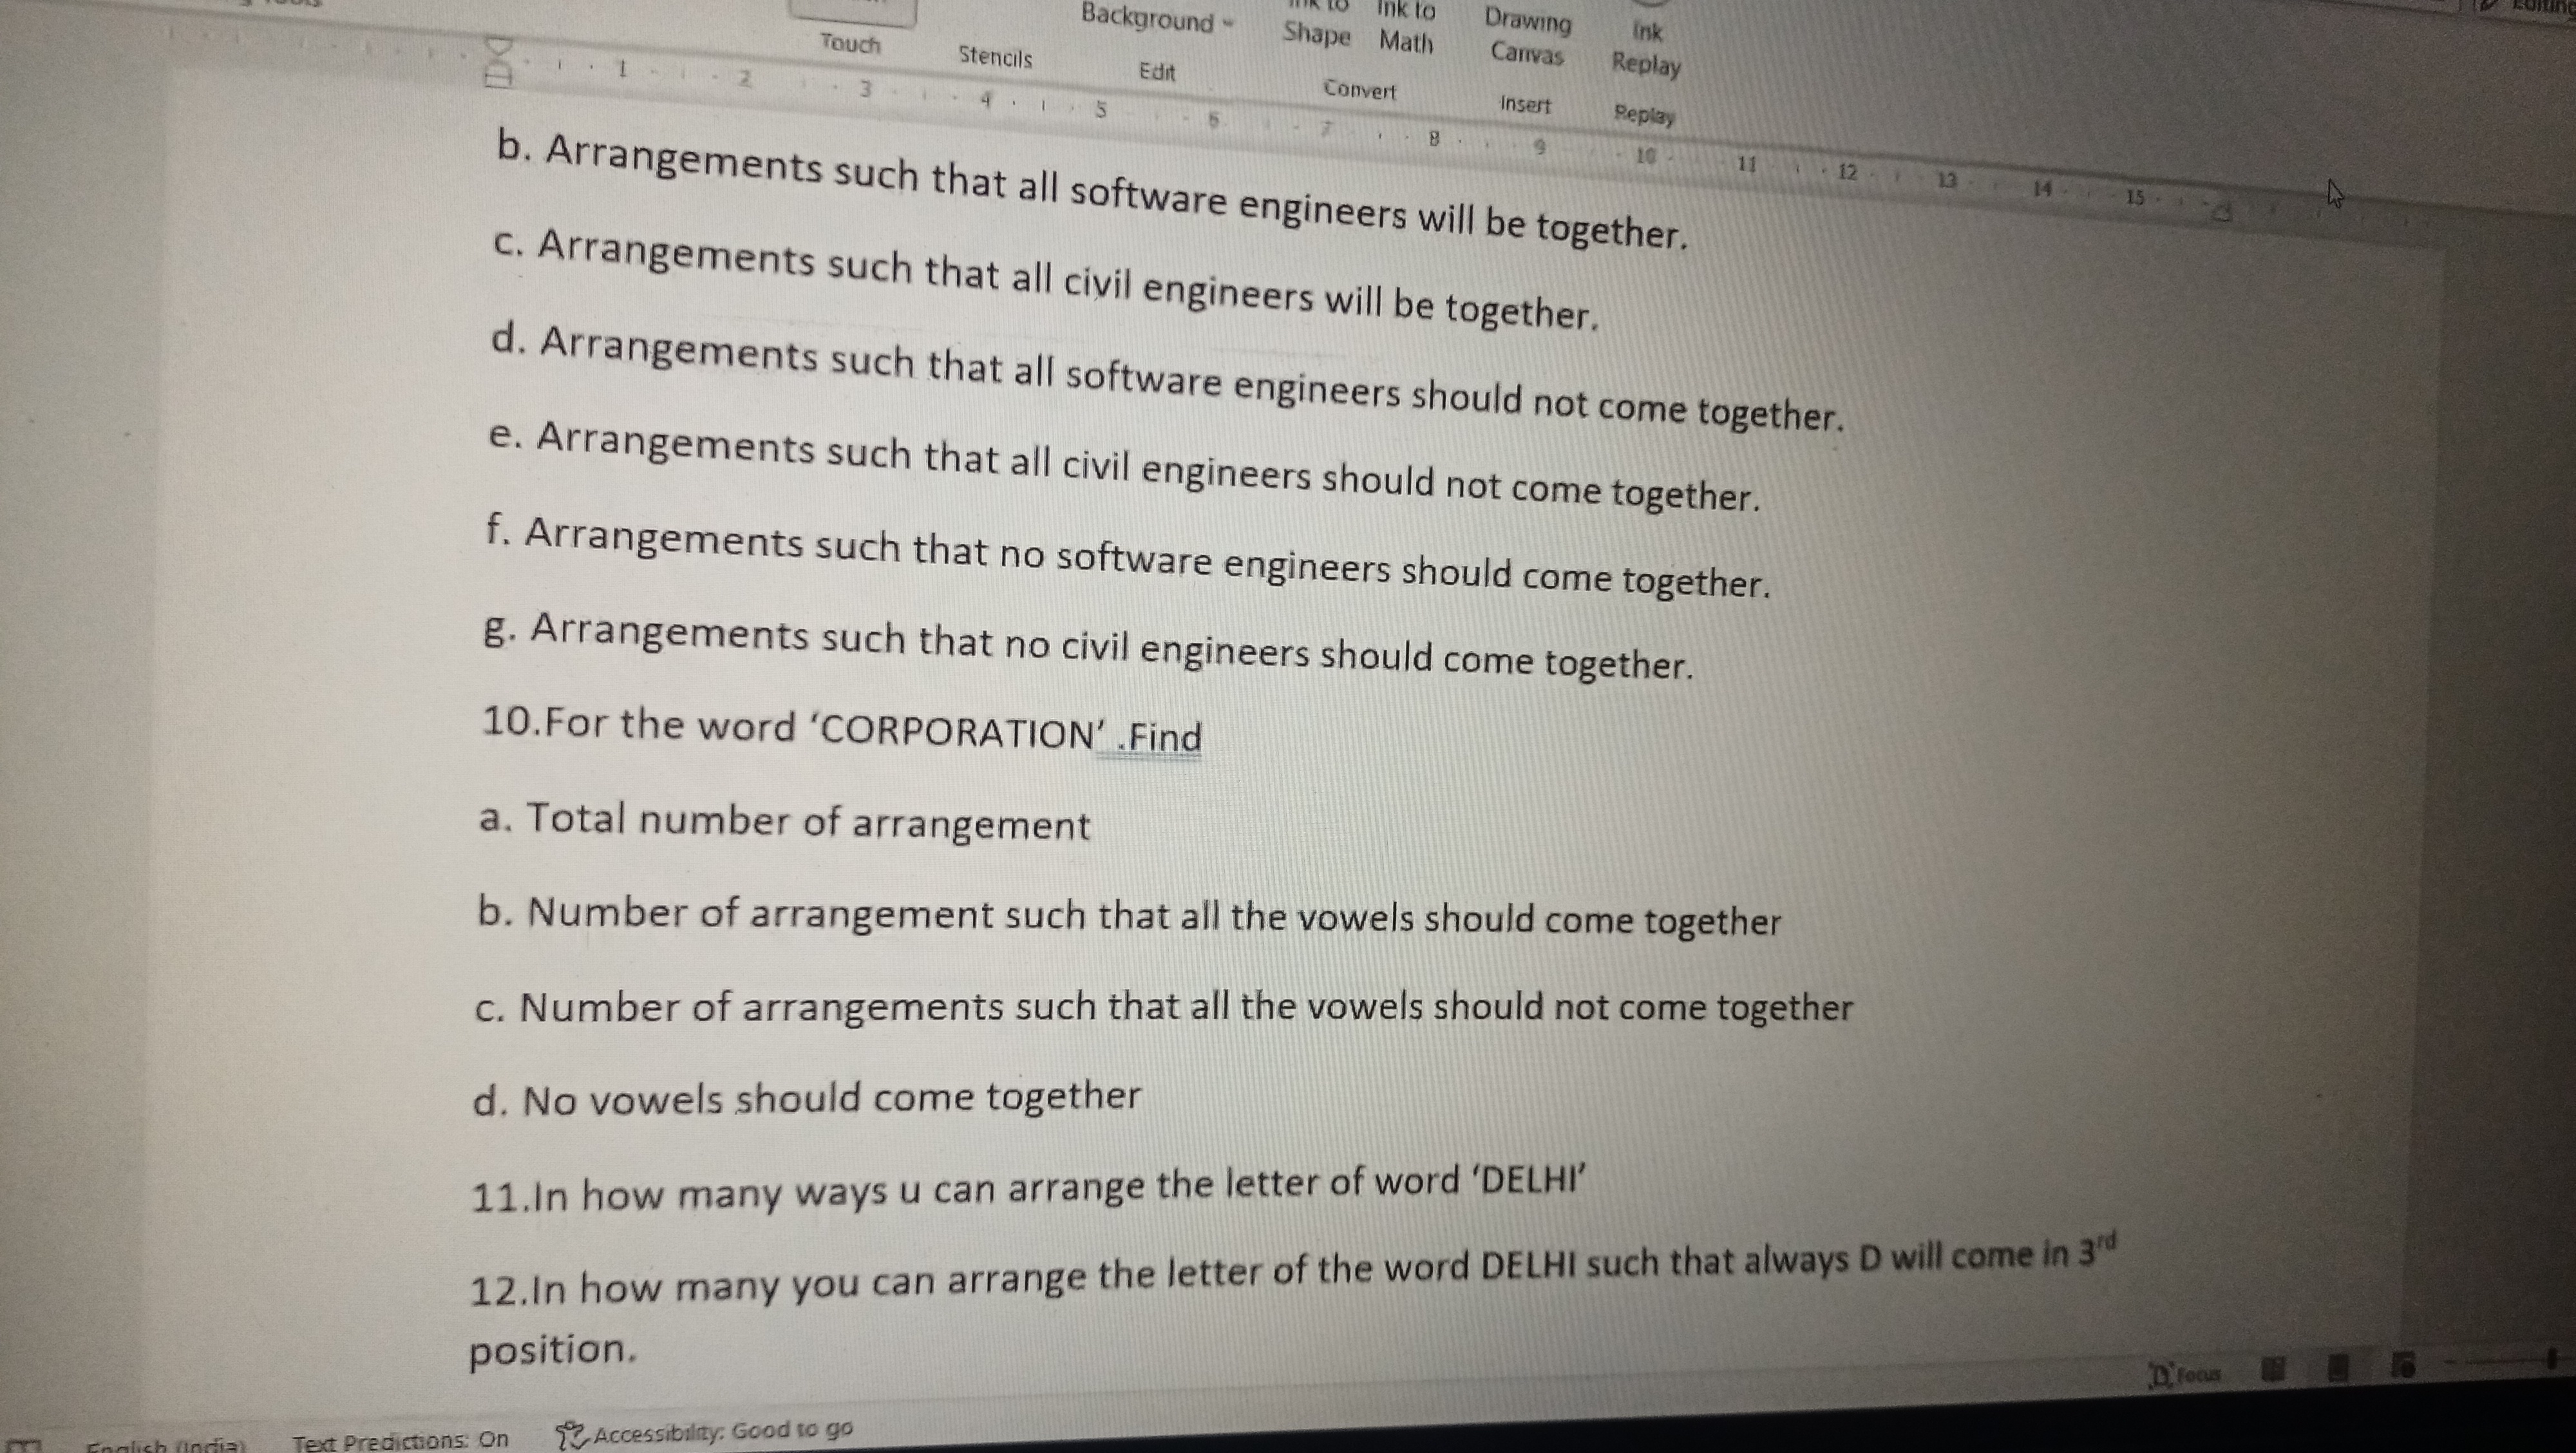 Background
Ink to
Shape
Ink to
Math
Drawing
Canvas
Ink
Replay
Touch
Stencils
Edit
Convert
Insert
Replay
1 2 3 4 5 6 7 8 9 10 11 12 13 14 15
b. Arrangements such that all software engineers will be together.
c. Arrangements such that all civil engineers will be together.
d. Arrangements such that all software engineers should not come together.
e. Arrangements such that all civil engineers should not come together.
f. Arrangements such that no software engineers should come together.
g. Arrangements such that no civil engineers should come together.
10.For the word ‘CORPORATION’ .Find
a. Total number of arrangement
b. Number of arrangement such that all the vowels should come together
c. Number of arrangements such that all the vowels should not come together
d. No vowels should come together
11.In how many ways u can arrange the letter of word ‘DELHI’
12.In how many you can arrange the letter of the word DELHI such that always D will come in 3rd
position.
English (India) Text Predictions: On Accessibility: Good to go Focus